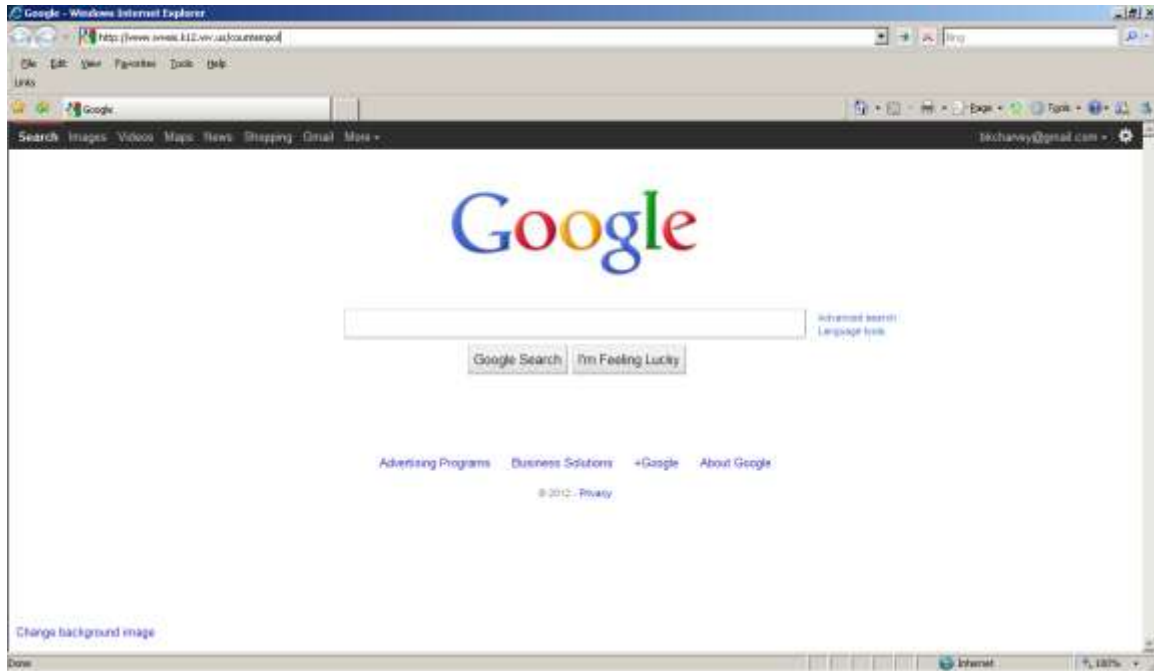 Google - Windows Internet Explorer
File Edit View Favorites Tools Help
Links
Google
Page Tools
Search Images Videos Maps News Shopping Gmail More
Google
Advanced search
Language tools
Google Search I'm Feeling Lucky
Advertising Programs Business Solutions +Google About Google
© 2012 - Privacy
Change background image
Done Internet